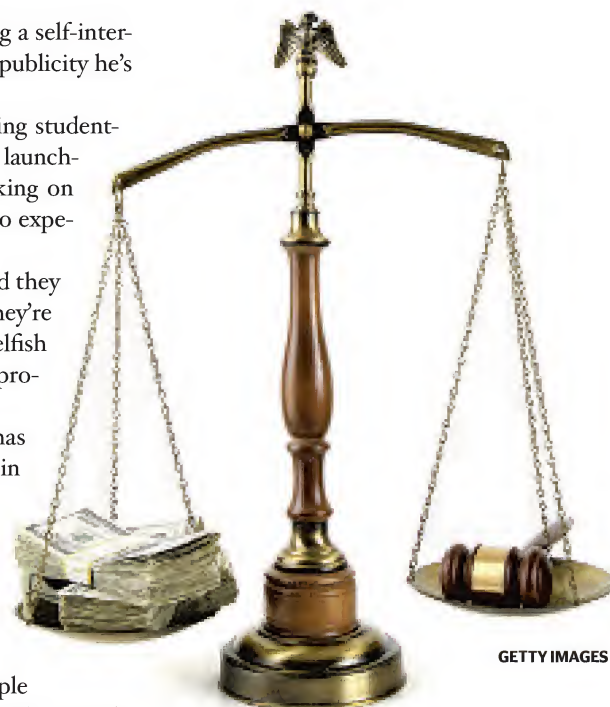 g a self-inter-
publicity he's
ing student-
launch-
king on
o expe-
d they
hey're
elfish
pro-
has
in
ple
GETTY IMAGES